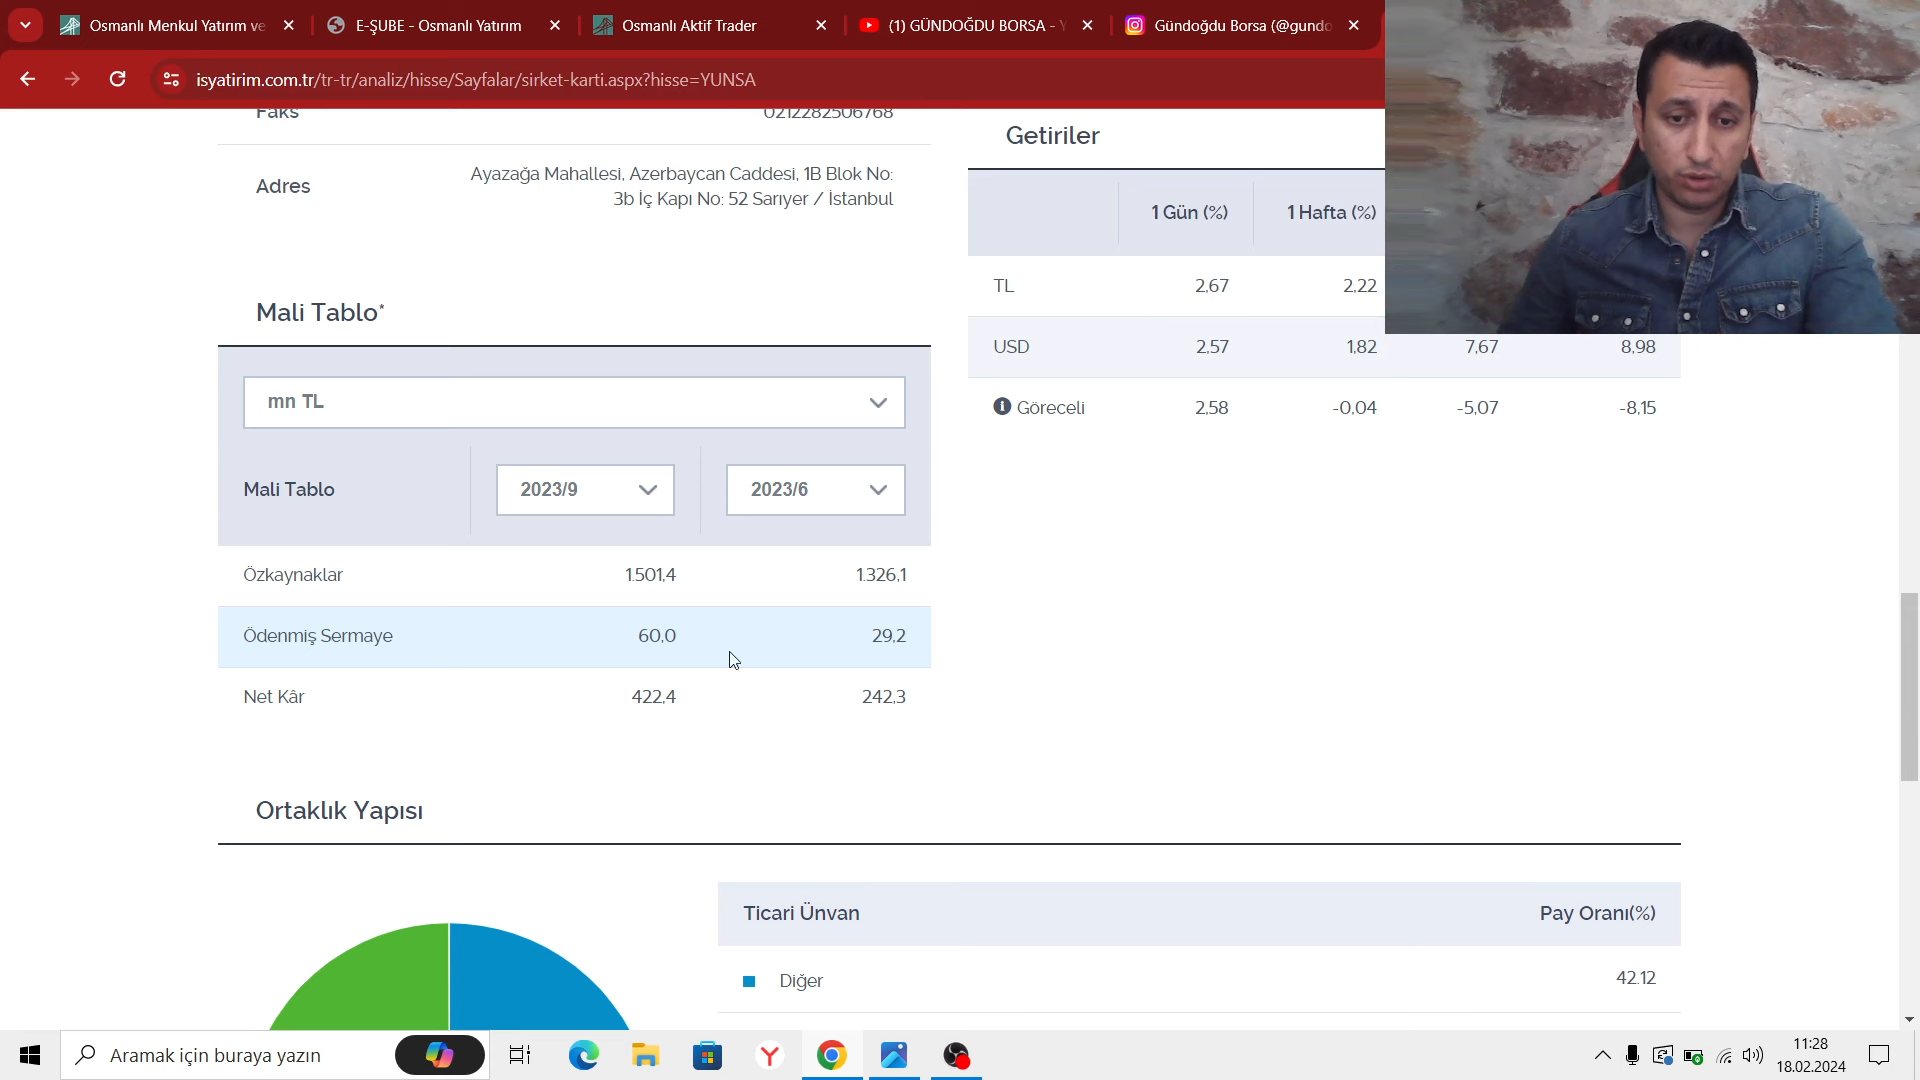 Osmanlı Menkul Yatırım ve
E-ŞUBE - Osmanlı Yatırım
Osmanlı Aktif Trader
(1) GÜNDOĞDU BORSA - Y
Gündoğdu Borsa (@gundo
isyatirim.com.tr/tr-tr/analiz/hisse/Sayfalar/sirket-karti.aspx?hisse=YUNSA
Faks 02122825067​68
Adres
Ayazağa Mahallesi, Azerbaycan Caddesi, 1B Blok No:
3b İç Kapı No: 52 Sarıyer / İstanbul
Mali Tablo*
mn TL
Mali Tablo 2023/9 2023/6
Özkaynaklar 1.501,4 1.326,1
Ödenmiş Sermaye 60,0 29,2
Net Kâr 422,4 242,3
Getiriler
1 Gün (%) 1 Hafta (%)
TL 2,67 2,22
USD 2,57 1,82 7,67 8,98
Göreceli 2,58 -0,04 -5,07 -8,15
Ortaklık Yapısı
Ticari Ünvan Pay Oranı(%)
Diğer 42.12
Aramak için buraya yazın
11:28
18.02.2024